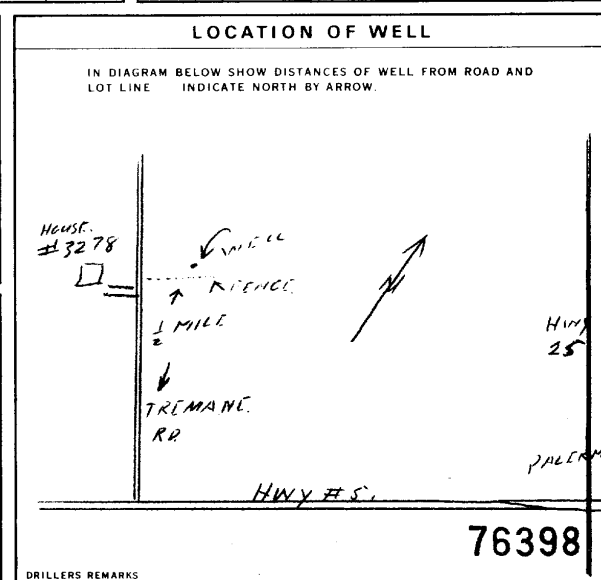 LOCATION OF WELL
IN DIAGRAM BELOW SHOW DISTANCES OF WELL FROM ROAD AND
LOT LINE INDICATE NORTH BY ARROW.
HOUSE.
#3278
WELL
FENCE
N
1/2 MILE
HWY
25
TREMANE.
RD.
PALERM
HWY #5.
76398
DRILLERS REMARKS